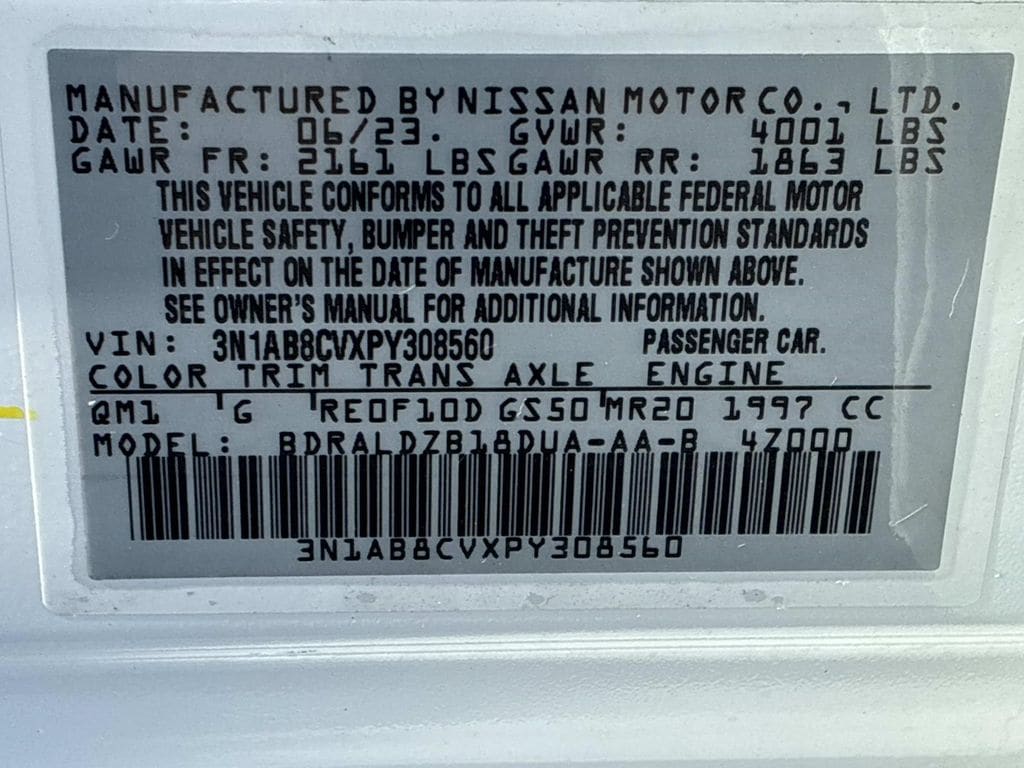 MANUFACTURED BY NISSAN MOTOR CO., LTD.
DATE: 06/23. GVWR: 4001 LBS
GAWR FR: 2161 LBS GAWR RR: 1863 LBS
THIS VEHICLE CONFORMS TO ALL APPLICABLE FEDERAL MOTOR
VEHICLE SAFETY, BUMPER AND THEFT PREVENTION STANDARDS
IN EFFECT ON THE DATE OF MANUFACTURE SHOWN ABOVE.
SEE OWNER'S MANUAL FOR ADDITIONAL INFORMATION.
VIN: 3N1AB8CVXPY308560 PASSENGER CAR.
COLOR TRIM TRANS AXLE ENGINE
QM1 G RE0F10D GS50 MR20 1997 CC
MODEL: BDRALDZB18DUA-AA-B 4Z000
3N1AB8CVXPY308560